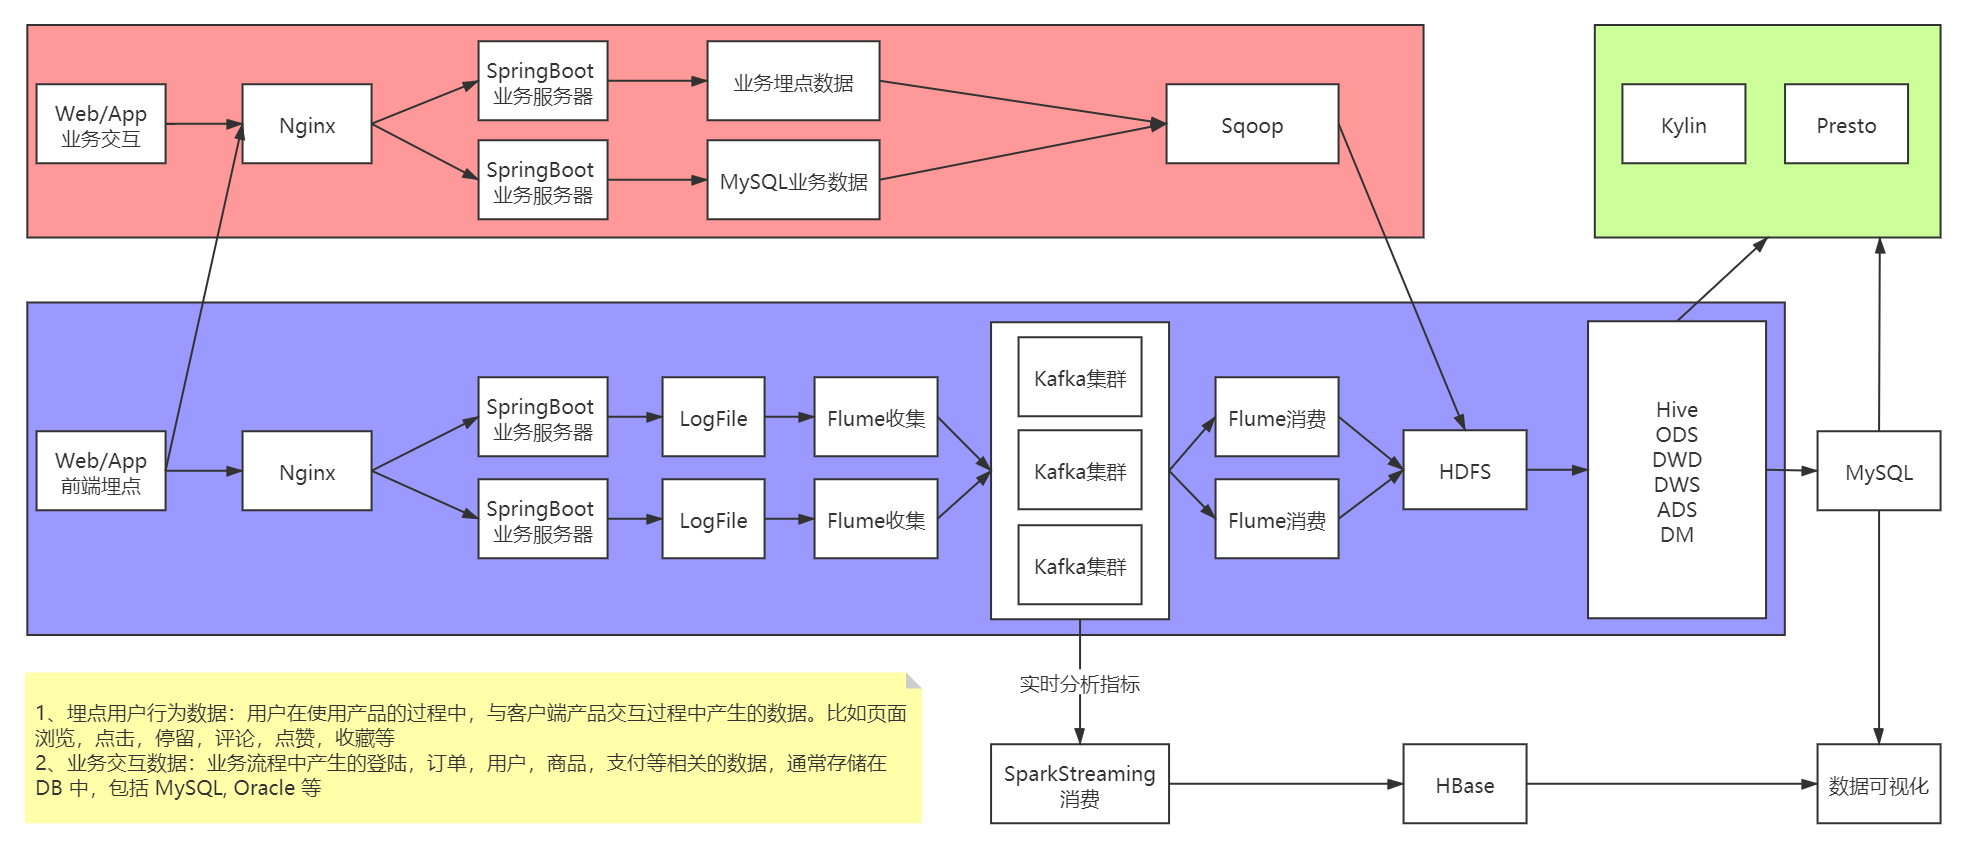 Web/App
业务交互
Nginx
SpringBoot
业务服务器
SpringBoot
业务服务器
业务埋点数据
MySQL业务数据
Sqoop
Kylin
Presto
Web/App
前端埋点
Nginx
SpringBoot
业务服务器
SpringBoot
业务服务器
LogFile
LogFile
Flume收集
Flume收集
Kafka集群
Kafka集群
Kafka集群
Flume消费
Flume消费
HDFS
Hive
ODS
DWD
DWS
ADS
DM
MySQL
实时分析指标
SparkStreaming
消费
HBase
数据可视化
1、埋点用户行为数据：用户在使用产品的过程中，与客户端产品交互过程中产生的数据。比如页面
浏览，点击，停留，评论，点赞，收藏等
2、业务交互数据：业务流程中产生的登陆，订单，用户，商品，支付等相关的数据，通常存储在
DB 中，包括 MySQL, Oracle 等